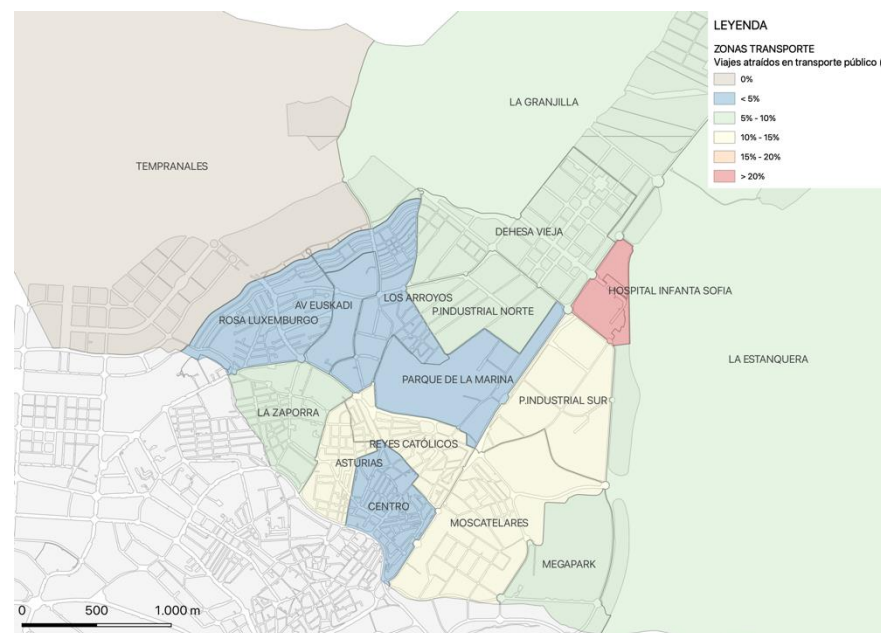 LEYENDA
ZONAS TRANSPORTE
Viajes atraídos en transporte público (
0%
< 5%
5% - 10%
10% - 15%
15% - 20%
> 20%
LA GRANJILLA
TEMPRANALES
DEHESA VIEJA
HOSPITAL INFANTA SOFIA
LOS ARROYOS
AV EUSKADI
P.INDUSTRIAL NORTE
ROSA LUXEMBURGO
LA ESTANQUERA
PARQUE DE LA MARINA
P.INDUSTRIAL SUR
LA ZAPORRA
REYES CATÓLICOS
ASTURIAS
CENTRO
MOSCATELARES
MEGAPARK
0 500 1.000 m